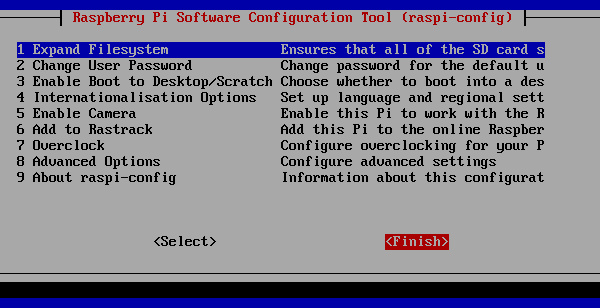 Raspberry Pi Software Configuration Tool (raspi-config)
1 Expand Filesystem Ensures that all of the SD card s
2 Change User Password Change password for the default u
3 Enable Boot to Desktop/Scratch Choose whether to boot into a des
4 Internationalisation Options Set up language and regional sett
5 Enable Camera Enable this Pi to work with the R
6 Add to Rastrack Add this Pi to the online Raspber
7 Overclock Configure overclocking for your P
8 Advanced Options Configure advanced settings
9 About raspi-config Information about this configurat
<Select> <Finish>